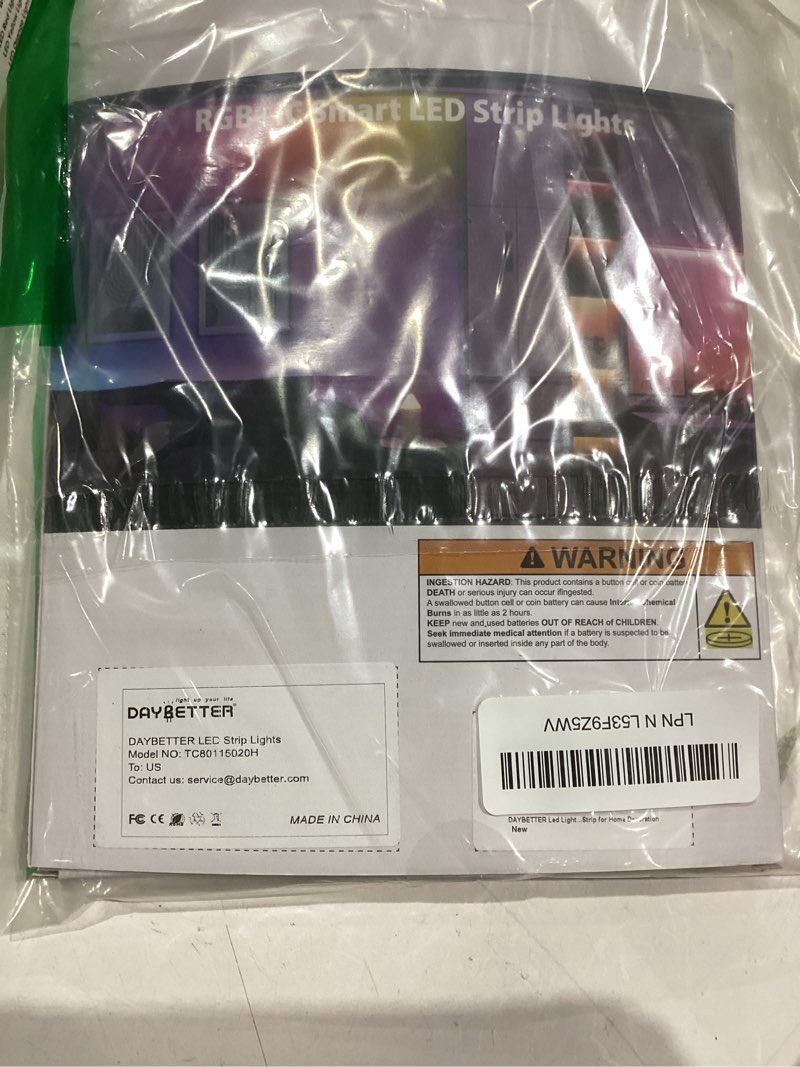 Smart LED Strip Lights
WARNING
INGESTION HAZARD: This product contains a button cell or coin
DEATH or serious injury can occur ifingested.
A swallowed button cell or coin battery can cause Chemical
Burns in as little as 2 hours.
KEEP new and used batteries OUT OF REACH of CHILDREN.
Seek immediate medical attention if a battery is suspected to be
swallowed or inserted inside any part of the body.
light up your life
DAYBETTER
DAYBETTER LED Strip Lights
Model NO: TC80115020H
To: US
Contact us: service@daybetter.com
FC CE
MADE IN CHINA
LPN N L53F9Z5WV
DAYBETTER Led Light...Strip for Home Decoration
New